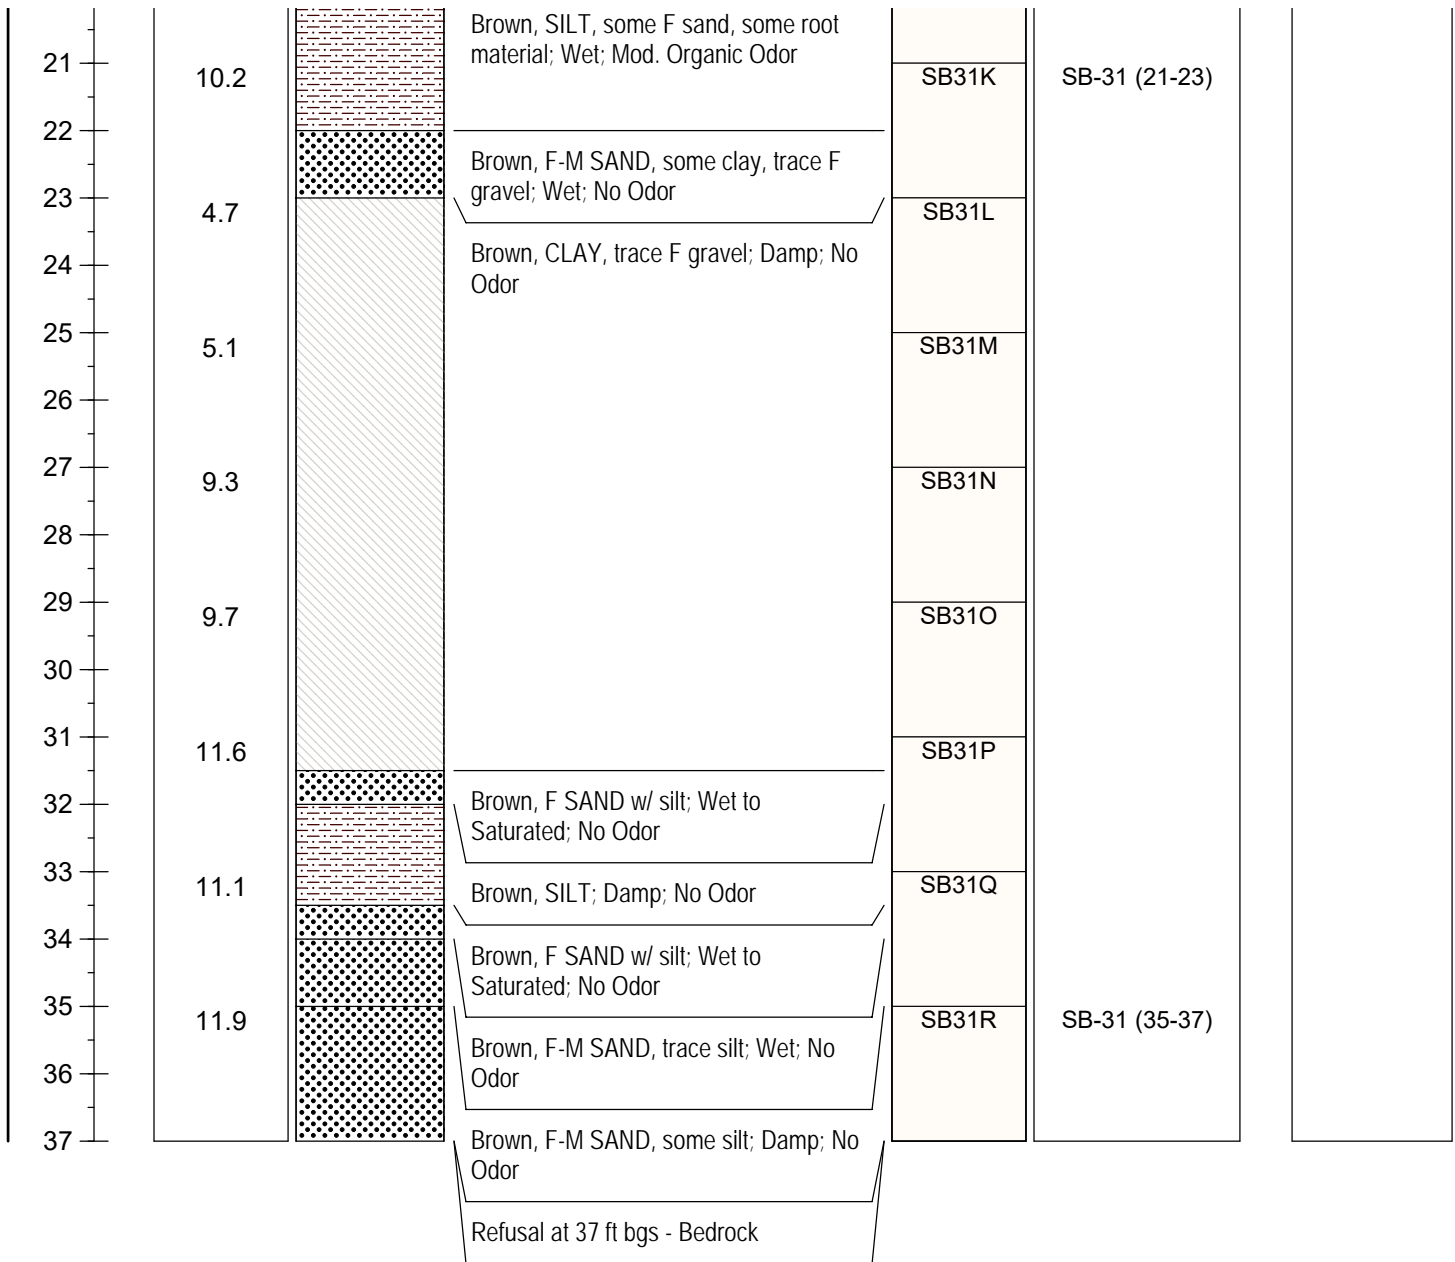 Brown, SILT, some F sand, some root
material; Wet; Mod. Organic Odor
21
10.2
SB31K
SB-31 (21-23)
22
Brown, F-M SAND, some clay, trace F
gravel; Wet; No Odor
23
4.7
SB31L
Brown, CLAY, trace F gravel; Damp; No
Odor
24
25
5.1
SB31M
26
27
9.3
SB31N
28
29
9.7
SB31O
30
31
11.6
SB31P
32
Brown, F SAND w/ silt; Wet to
Saturated; No Odor
33
11.1
SB31Q
Brown, SILT; Damp; No Odor
34
Brown, F SAND w/ silt; Wet to
Saturated; No Odor
35
11.9
SB31R
SB-31 (35-37)
Brown, F-M SAND, trace silt; Wet; No
Odor
36
37
Brown, F-M SAND, some silt; Damp; No
Odor
Refusal at 37 ft bgs - Bedrock